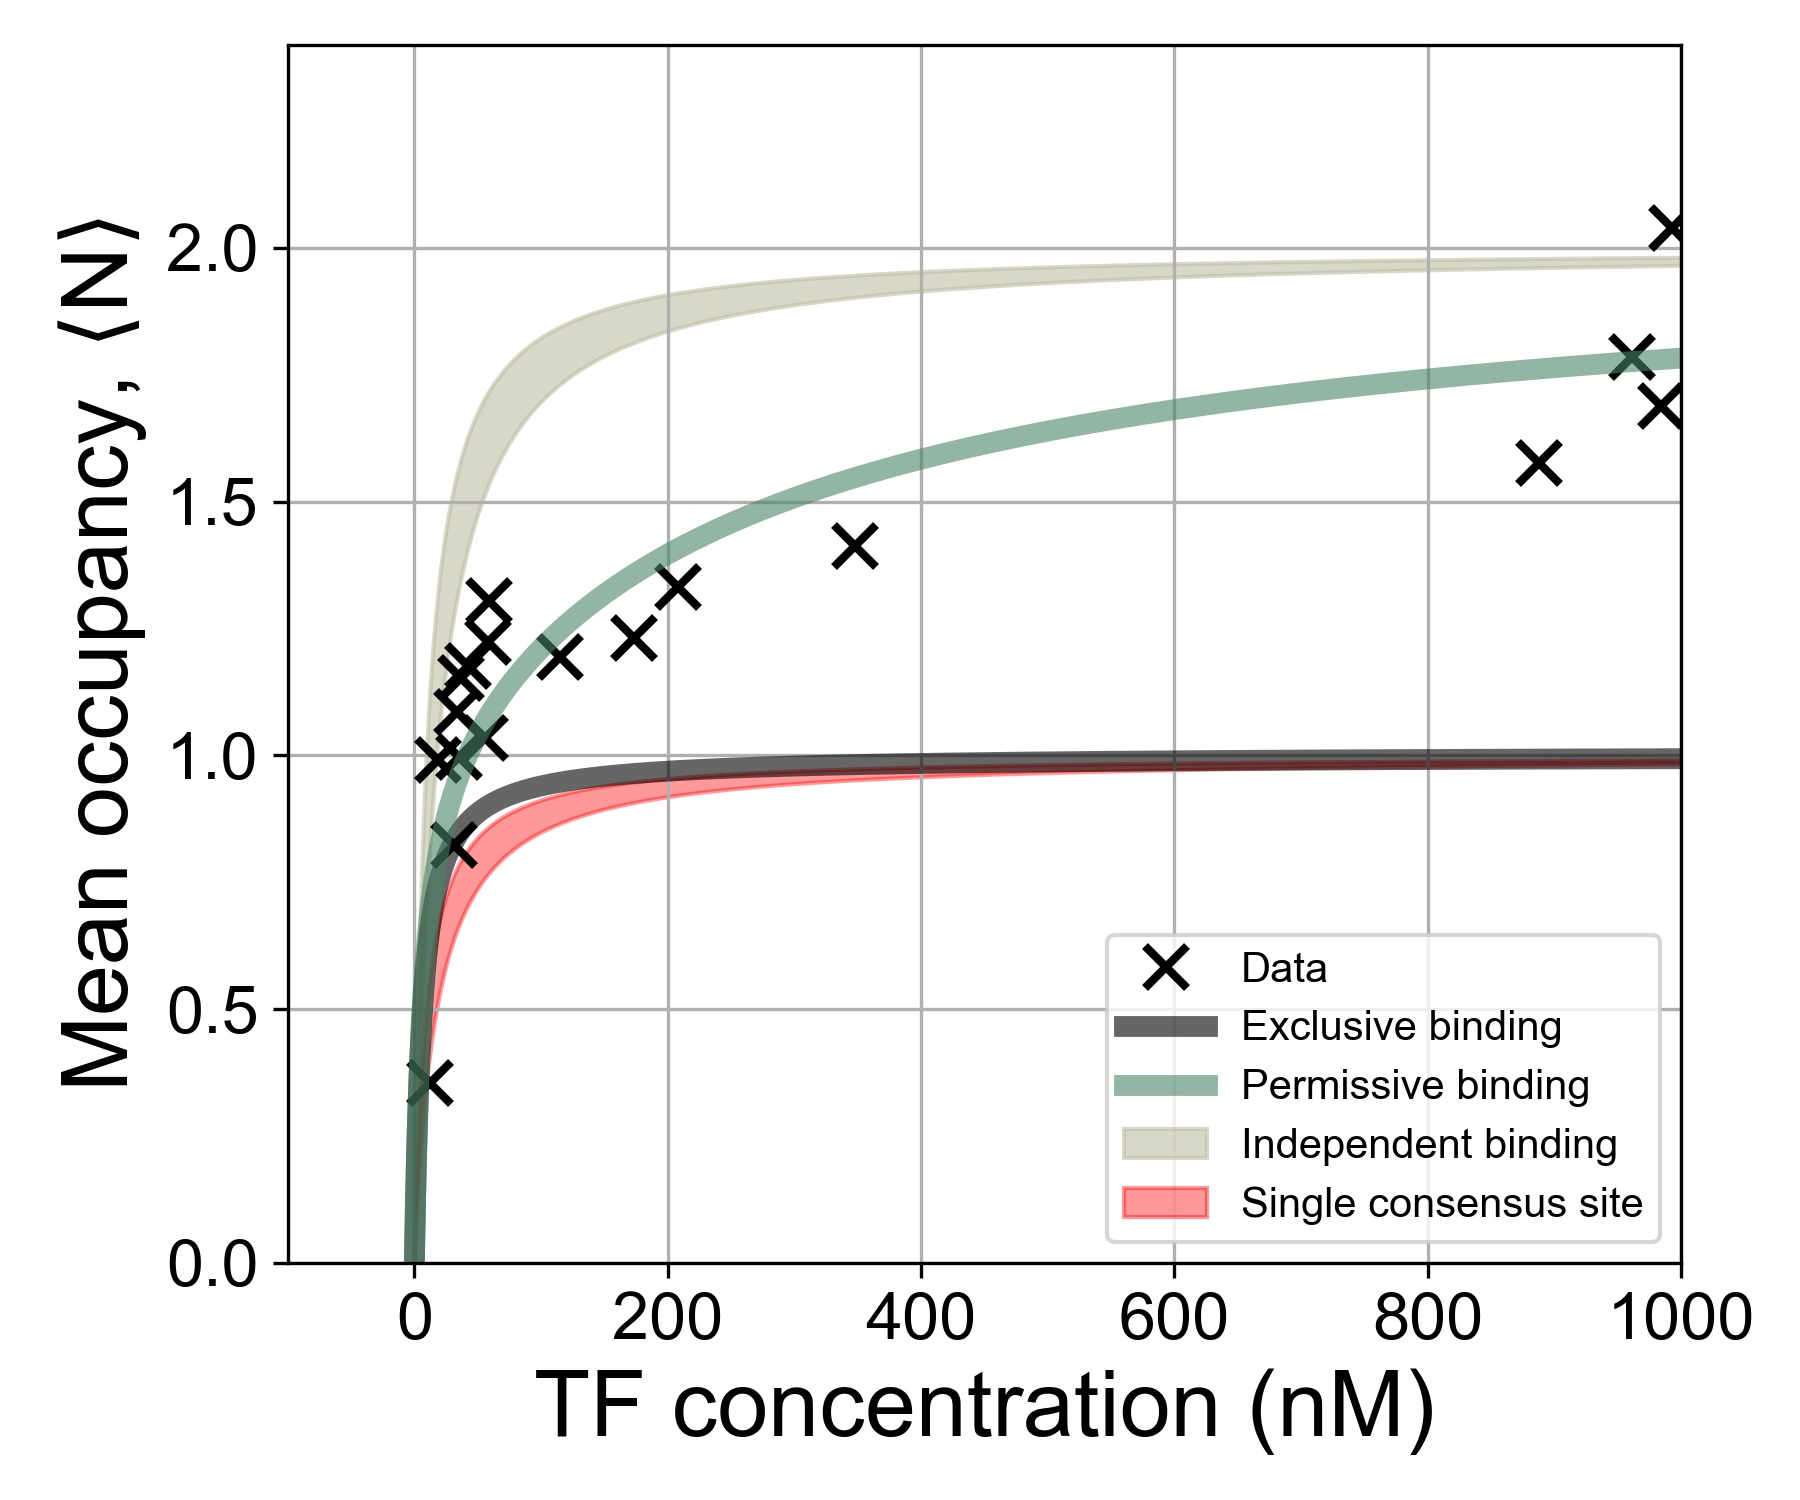 Mean occupancy, ⟨N⟩
2.0
1.5
1.0
0.5
0.0
0 200 400 600 800 1000
TF concentration (nM)
Data
Exclusive binding
Permissive binding
Independent binding
Single consensus site